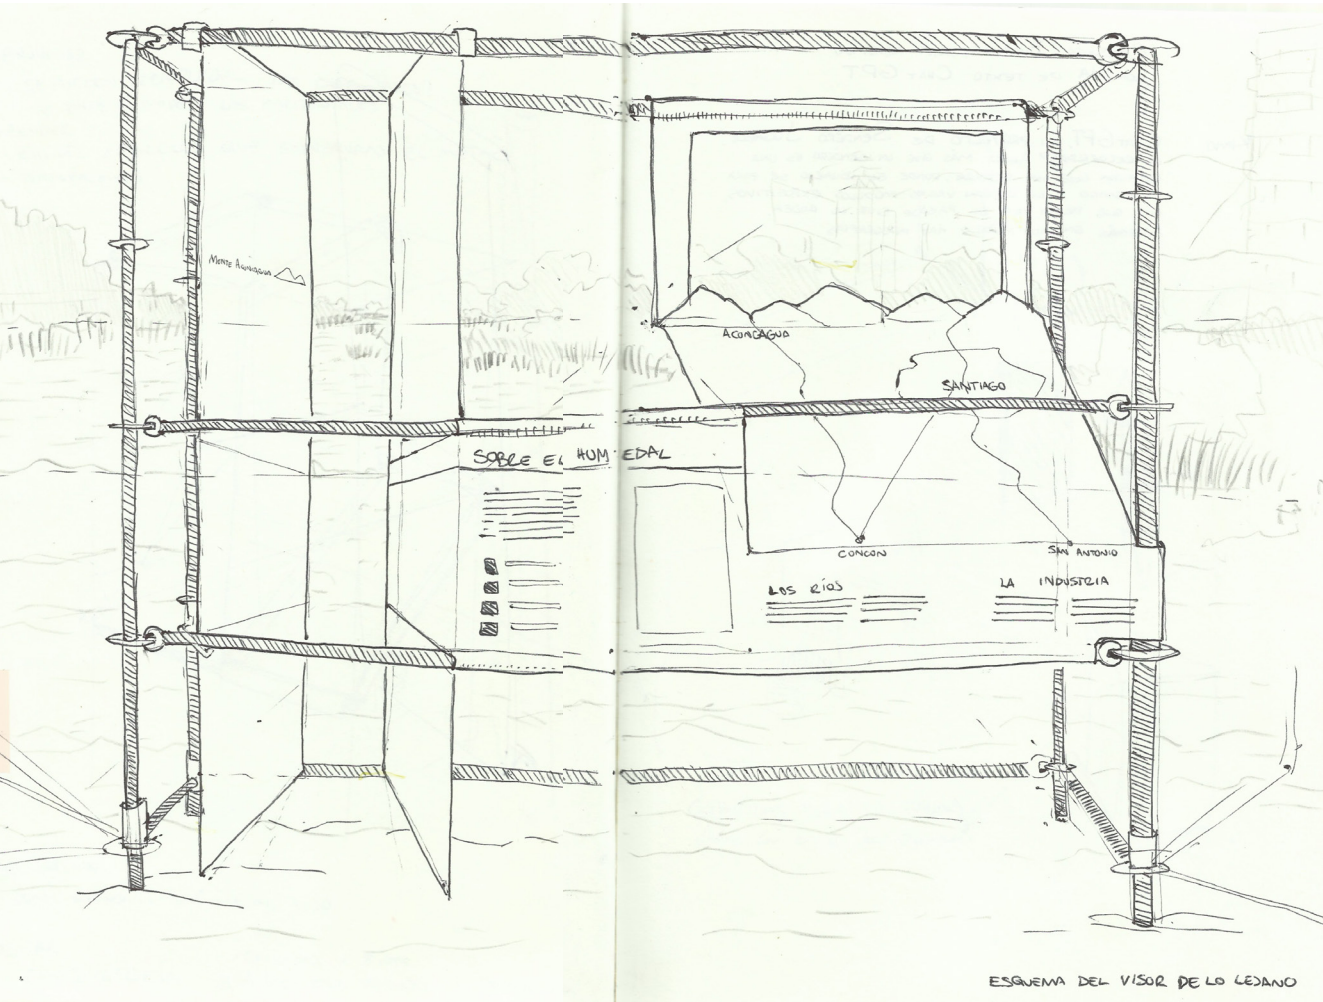 MONTE ACONCAGUA
ACONCAGUA
SANTIAGO
SOBRE EL HUMEDAL
CONCON
SAN ANTONIO
LOS RÍOS
LA INDUSTRIA
ESQUEMA DEL VISOR DE LO LEJANO